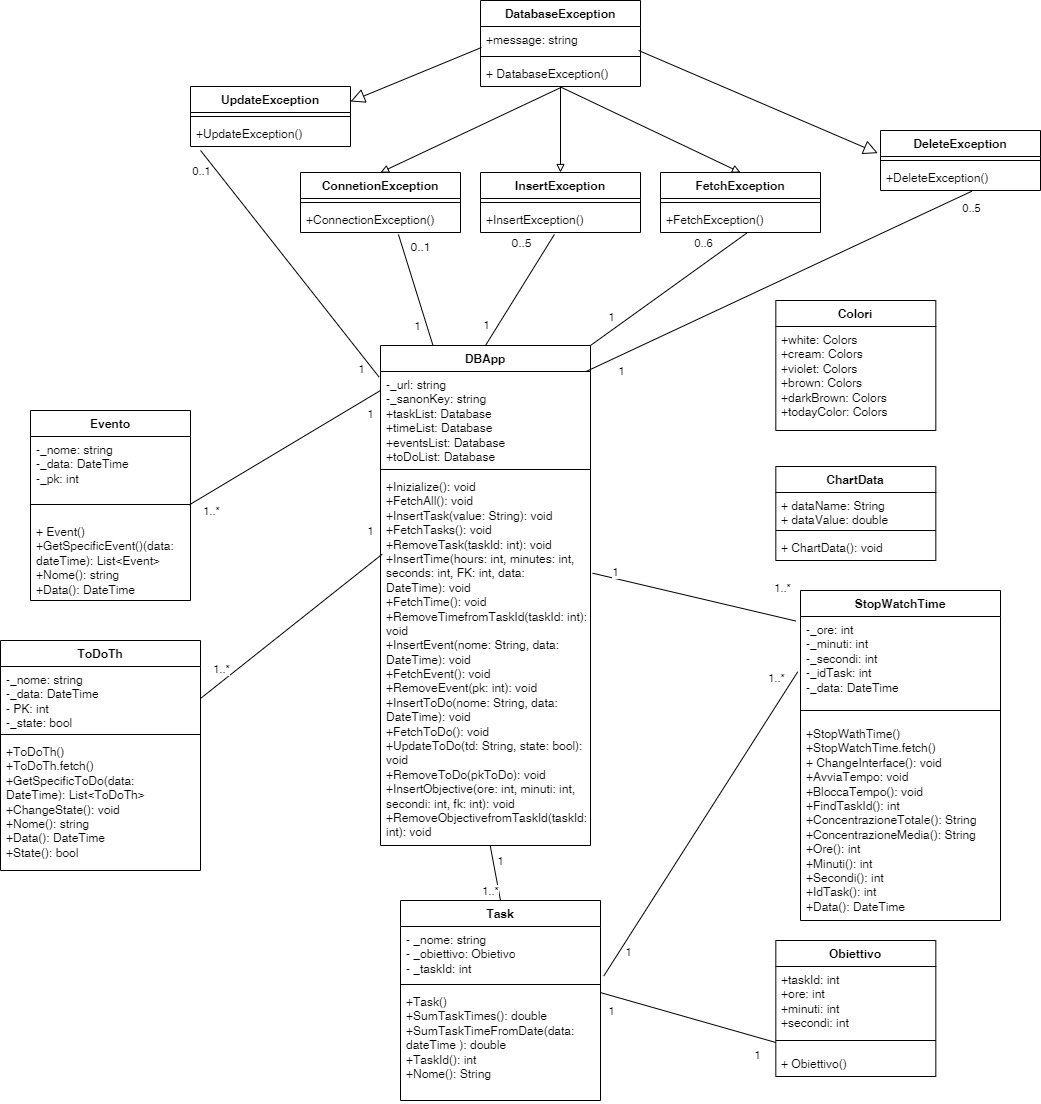 DatabaseException
+message: string
+ DatabaseException()
UpdateException
+UpdateException()
0..1
DeleteException
+DeleteException()
0..5
ConnetionException
+ConnectionException()
0..1
InsertException
+InsertException()
0..5
FetchException
+FetchException()
0..6
1
1
1
1
1
DBApp
-_url: string
-_sanonKey: string
+taskList: Database
+timeList: Database
+eventsList: Database
+toDoList: Database
+Inizialize(): void
+FetchAll(): void
+InsertTask(value: String): void
+FetchTasks(): void
+RemoveTask(taskId: int): void
+InsertTime(hours: int, minutes: int,
seconds: int, FK: int, data:
DateTime): void
+FetchTime(): void
+RemoveTimefromTaskId(taskId: int):
void
+InsertEvent(nome: String, data:
DateTime): void
+FetchEvent(): void
+RemoveEvent(pk: int): void
+InsertToDo(nome: String, data:
DateTime): void
+FetchToDo(): void
+UpdateToDo(td: String, state: bool):
void
+RemoveToDo(pkToDo): void
+InsertObjective(ore: int, minuti: int,
secondi: int, fk: int): void
+RemoveObjectivefromTaskId(taskId:
int): void
Colori
+white: Colors
+cream: Colors
+violet: Colors
+brown: Colors
+darkBrown: Colors
+todayColor: Colors
Evento
-_nome: string
-_data: DateTime
-_pk: int
+ Event()
+GetSpecificEvent()(data:
dateTime): List<Event>
+Nome(): string
+Data(): DateTime
1
1..*
ChartData
+ dataName: String
+ dataValue: double
+ ChartData(): void
ToDoTh
-_nome: string
-_data: DateTime
- PK: int
-_state: bool
+ToDoTh()
+ToDoTh.fetch()
+GetSpecificToDo(data:
DateTime): List<ToDoTh>
+ChangeState(): void
+Nome(): string
+Data(): DateTime
+State(): bool
1
1..*
1
1..*
StopWatchTime
-_ore: int
-_minuti: int
-_secondi: int
-_idTask: int
-_data: DateTime
+StopWathTime()
+StopWatchTime.fetch()
+ ChangeInterface(): void
+AvviaTempo: void
+BloccaTempo(): void
+FindTaskId(): int
+ConcentrazioneTotale(): String
+ConcentrazioneMedia(): String
+Ore(): int
+Minuti(): int
+Secondi(): int
+IdTask(): int
+Data(): DateTime
1..*
1
1
1..*
Task
- _nome: string
- _obiettivo: Obietivo
- _taskId: int
+Task()
+SumTaskTimes(): double
+SumTaskTimeFromDate(data:
dateTime ): double
+TaskId(): int
+Nome(): String
1
1
Obiettivo
+taskId: int
+ore: int
+minuti: int
+secondi: int
+ Obiettivo()